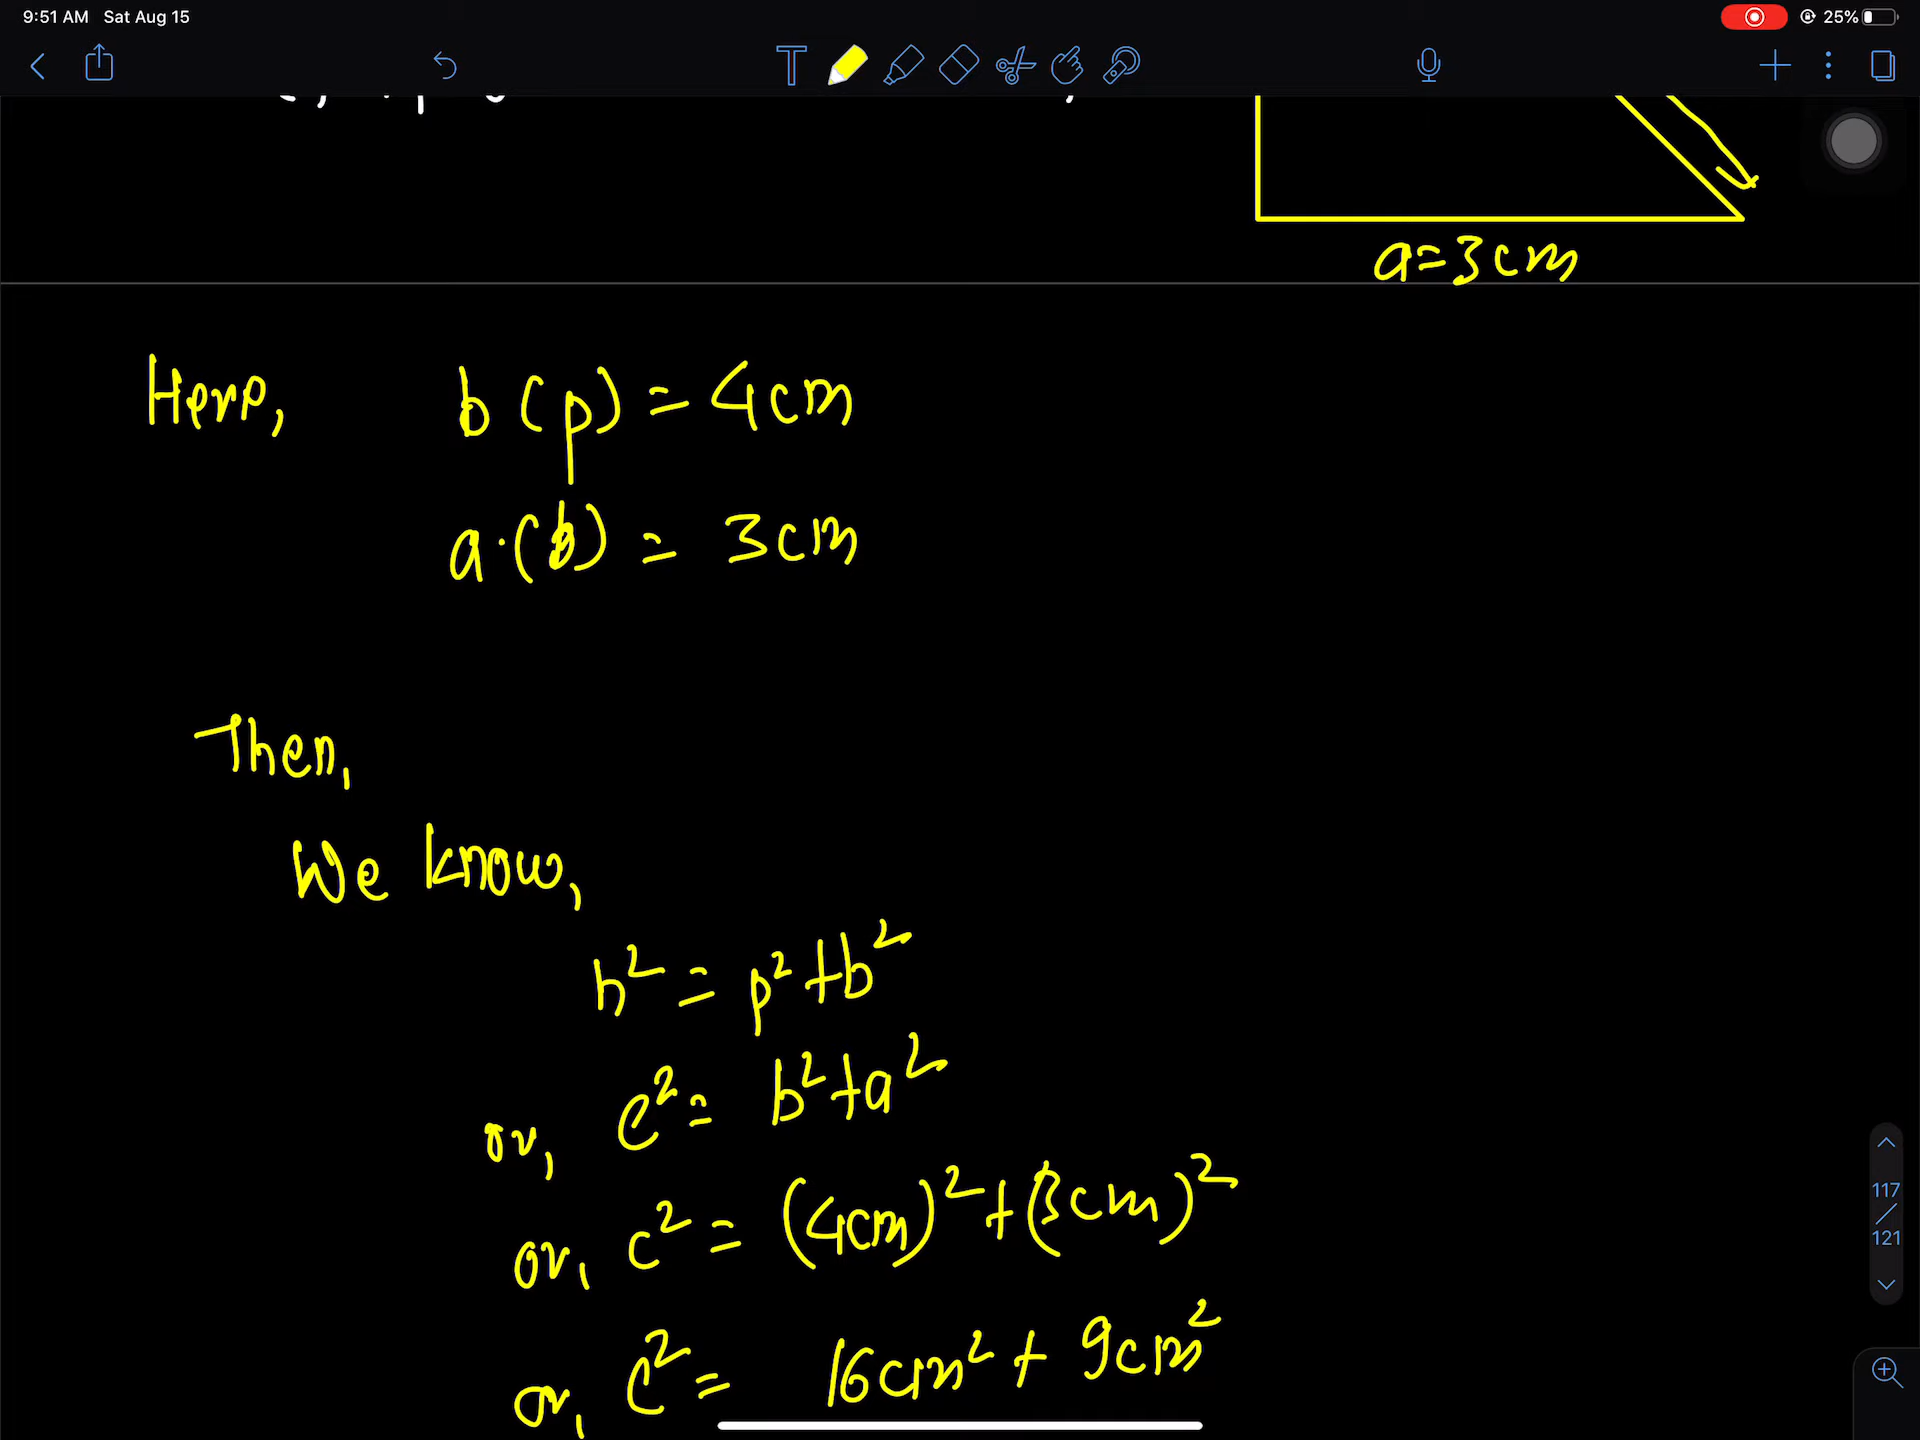 9:51 AM Sat Aug 15
25%
a=3cm
Here,
b(p) = 4cm
a.(b) = 3cm
Then,
We know,
h² = p²+b²
or, c² = b²+a²
or, c² = (4cm)²+(3cm)²
or, c² = 16cm² + 9cm²
117
/
121